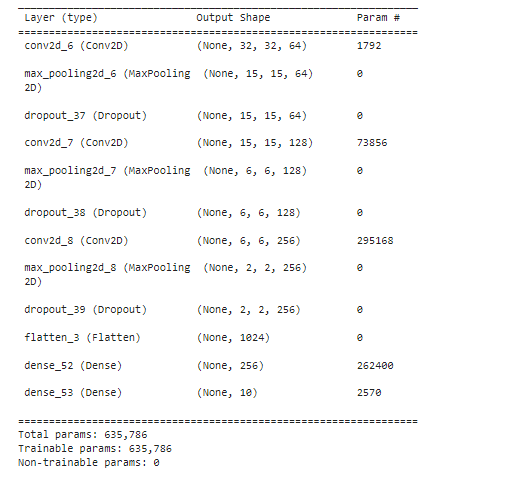 Layer (type) Output Shape Param #
conv2d_6 (Conv2D) (None, 32, 32, 64) 1792
max_pooling2d_6 (MaxPooling (None, 15, 15, 64) 0
2D)
dropout_37 (Dropout) (None, 15, 15, 64) 0
conv2d_7 (Conv2D) (None, 15, 15, 128) 73856
max_pooling2d_7 (MaxPooling (None, 6, 6, 128) 0
2D)
dropout_38 (Dropout) (None, 6, 6, 128) 0
conv2d_8 (Conv2D) (None, 6, 6, 256) 295168
max_pooling2d_8 (MaxPooling (None, 2, 2, 256) 0
2D)
dropout_39 (Dropout) (None, 2, 2, 256) 0
flatten_3 (Flatten) (None, 1024) 0
dense_52 (Dense) (None, 256) 262400
dense_53 (Dense) (None, 10) 2570
Total params: 635,786
Trainable params: 635,786
Non-trainable params: 0